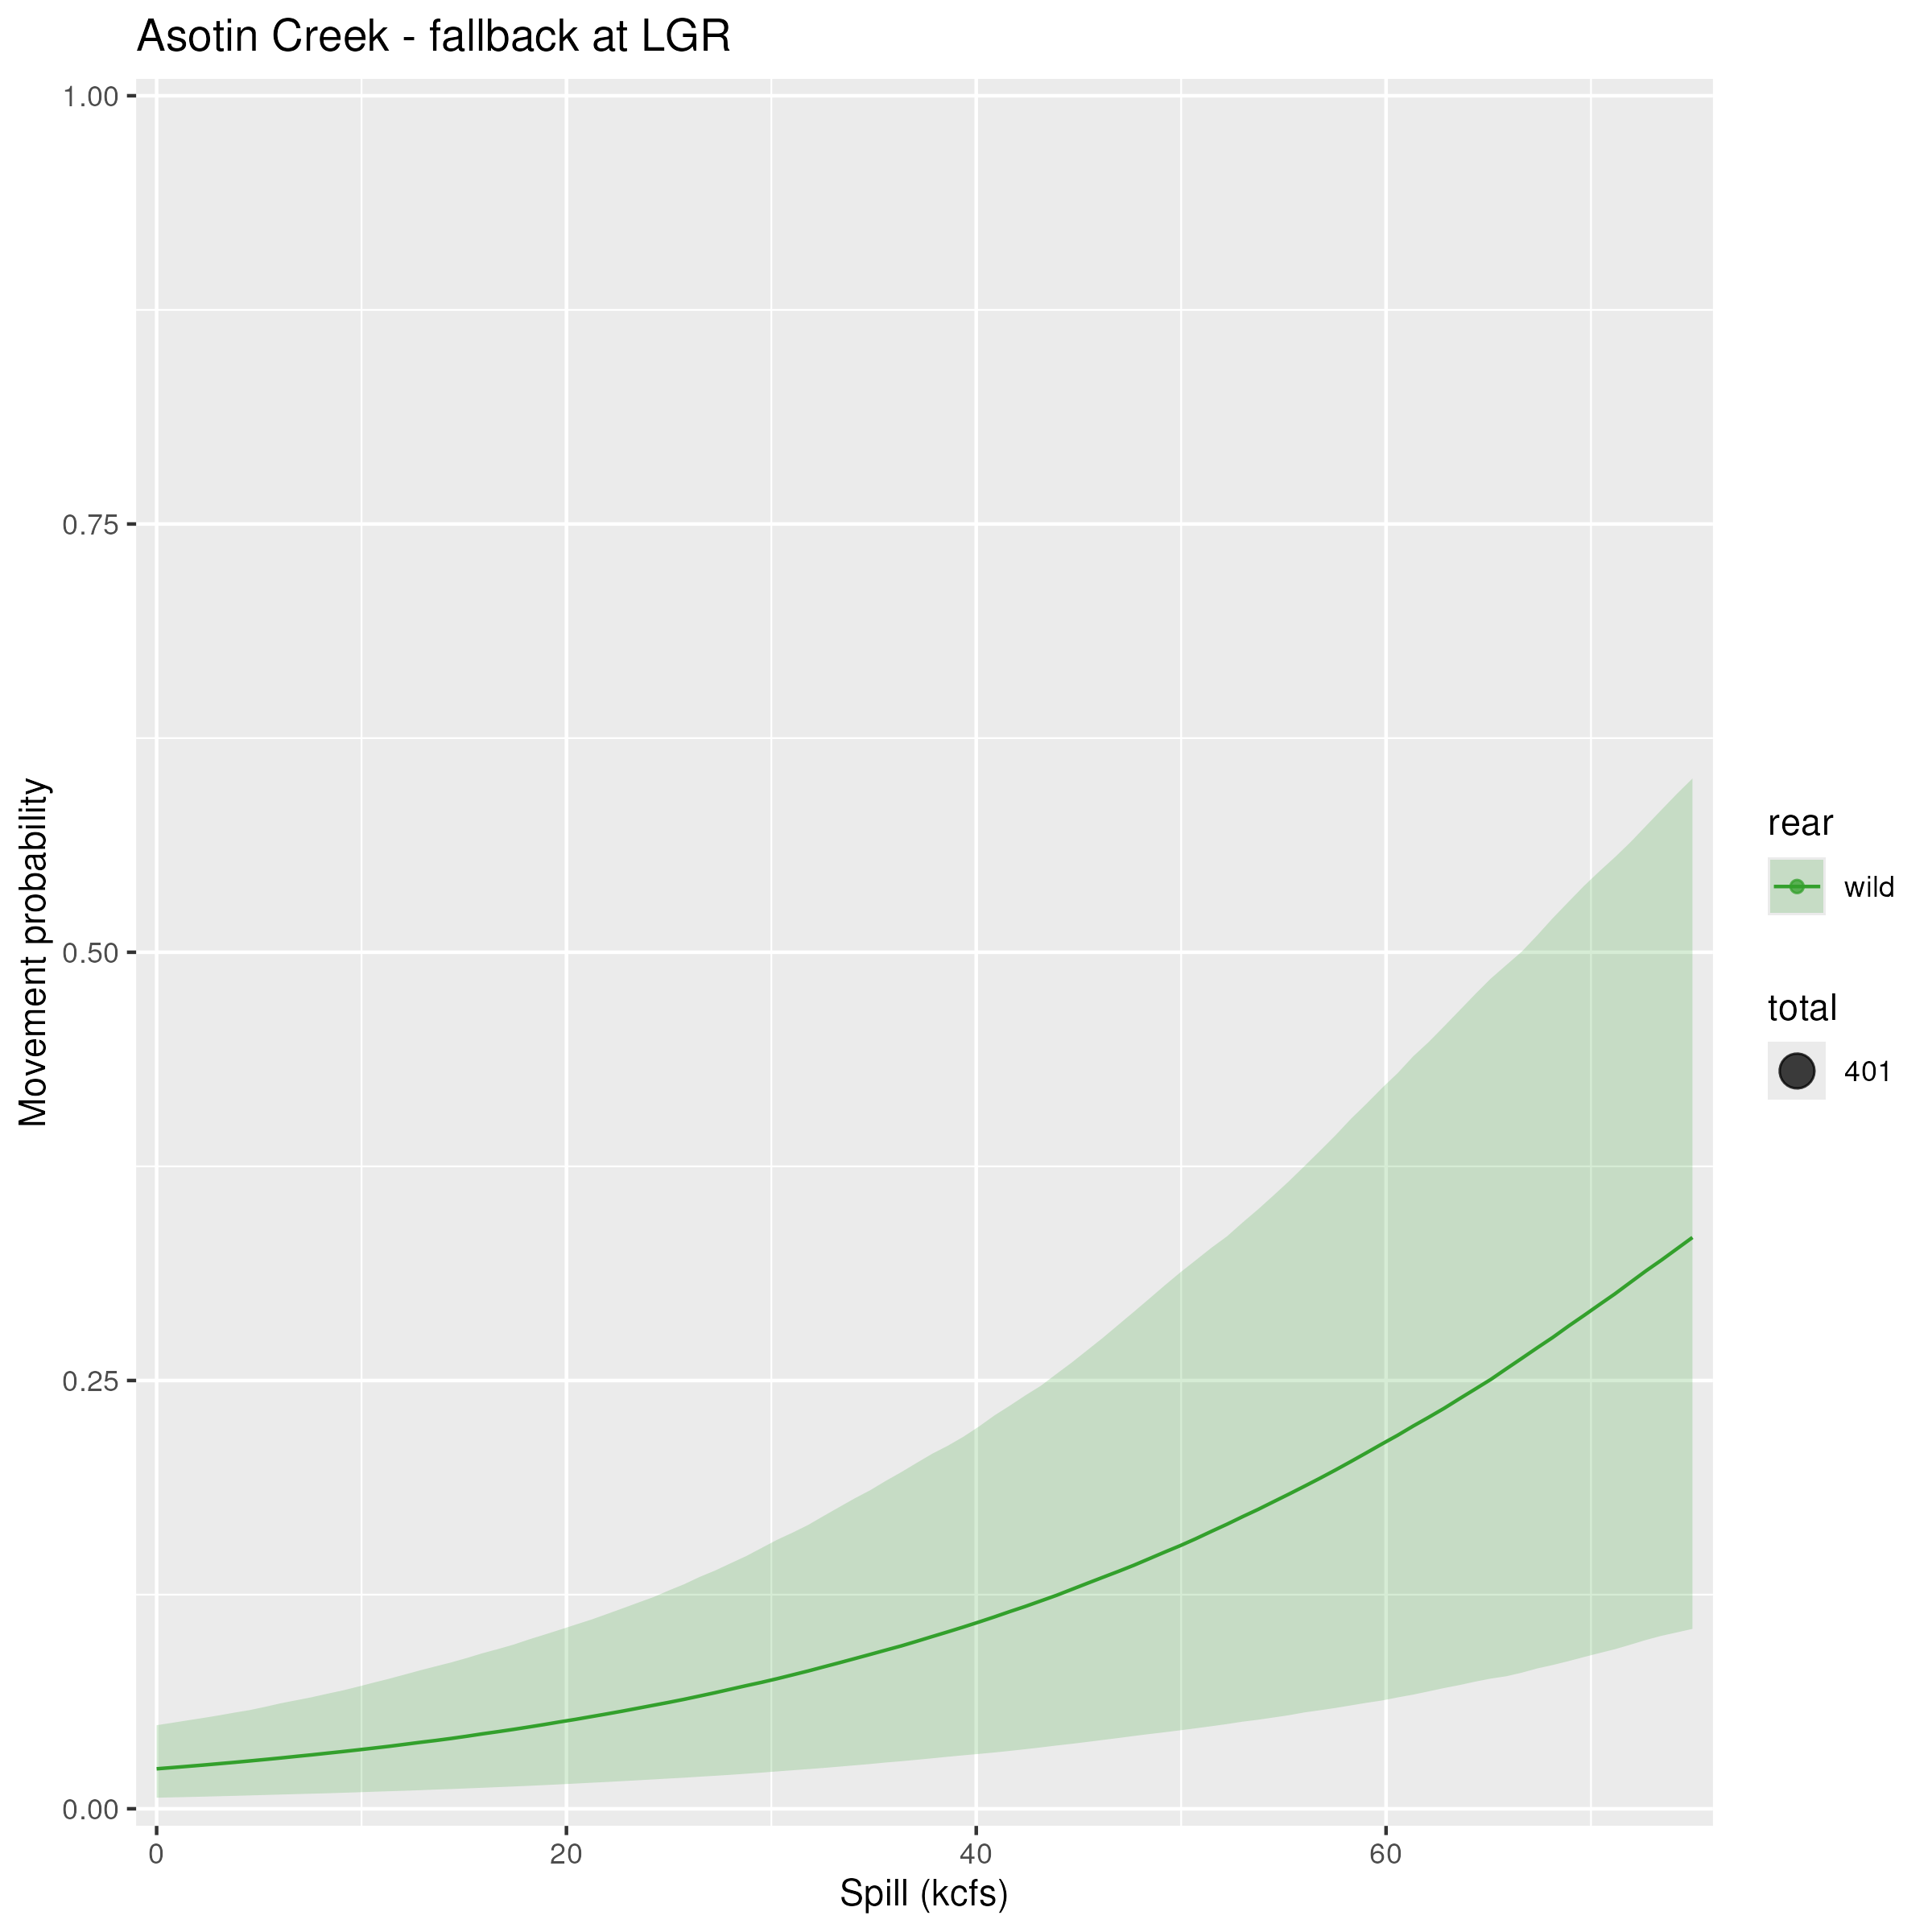 Asotin Creek - fallback at LGR
1.00
0.75
0.50
0.25
0.00
Movement probability
0
20
40
60
Spill (kcfs)
rear
wild
total
401